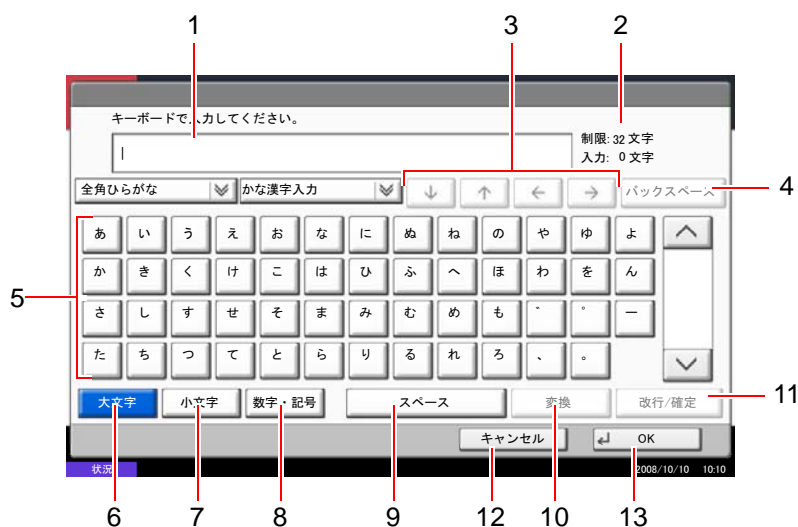 1 3 2
キーボードで入力してください。
制限: 32 文字
入力: 0 文字
全角ひらがな かな漢字入力 ↓ ↑ ← → バックスペース 4
あ い う え お な に ぬ ね の や ゆ よ
5 か き く け こ は ひ ふ へ ほ わ を ん
さ し す せ そ ま み む め も ゛ ゜ ー
た ち つ て と ら り る れ ろ 、 。
大文字 小文字 数字・記号 スペース 変換 改行/確定 11
キャンセル OK
状況 2008/10/10 10:10
6 7 8 9 12 10 13